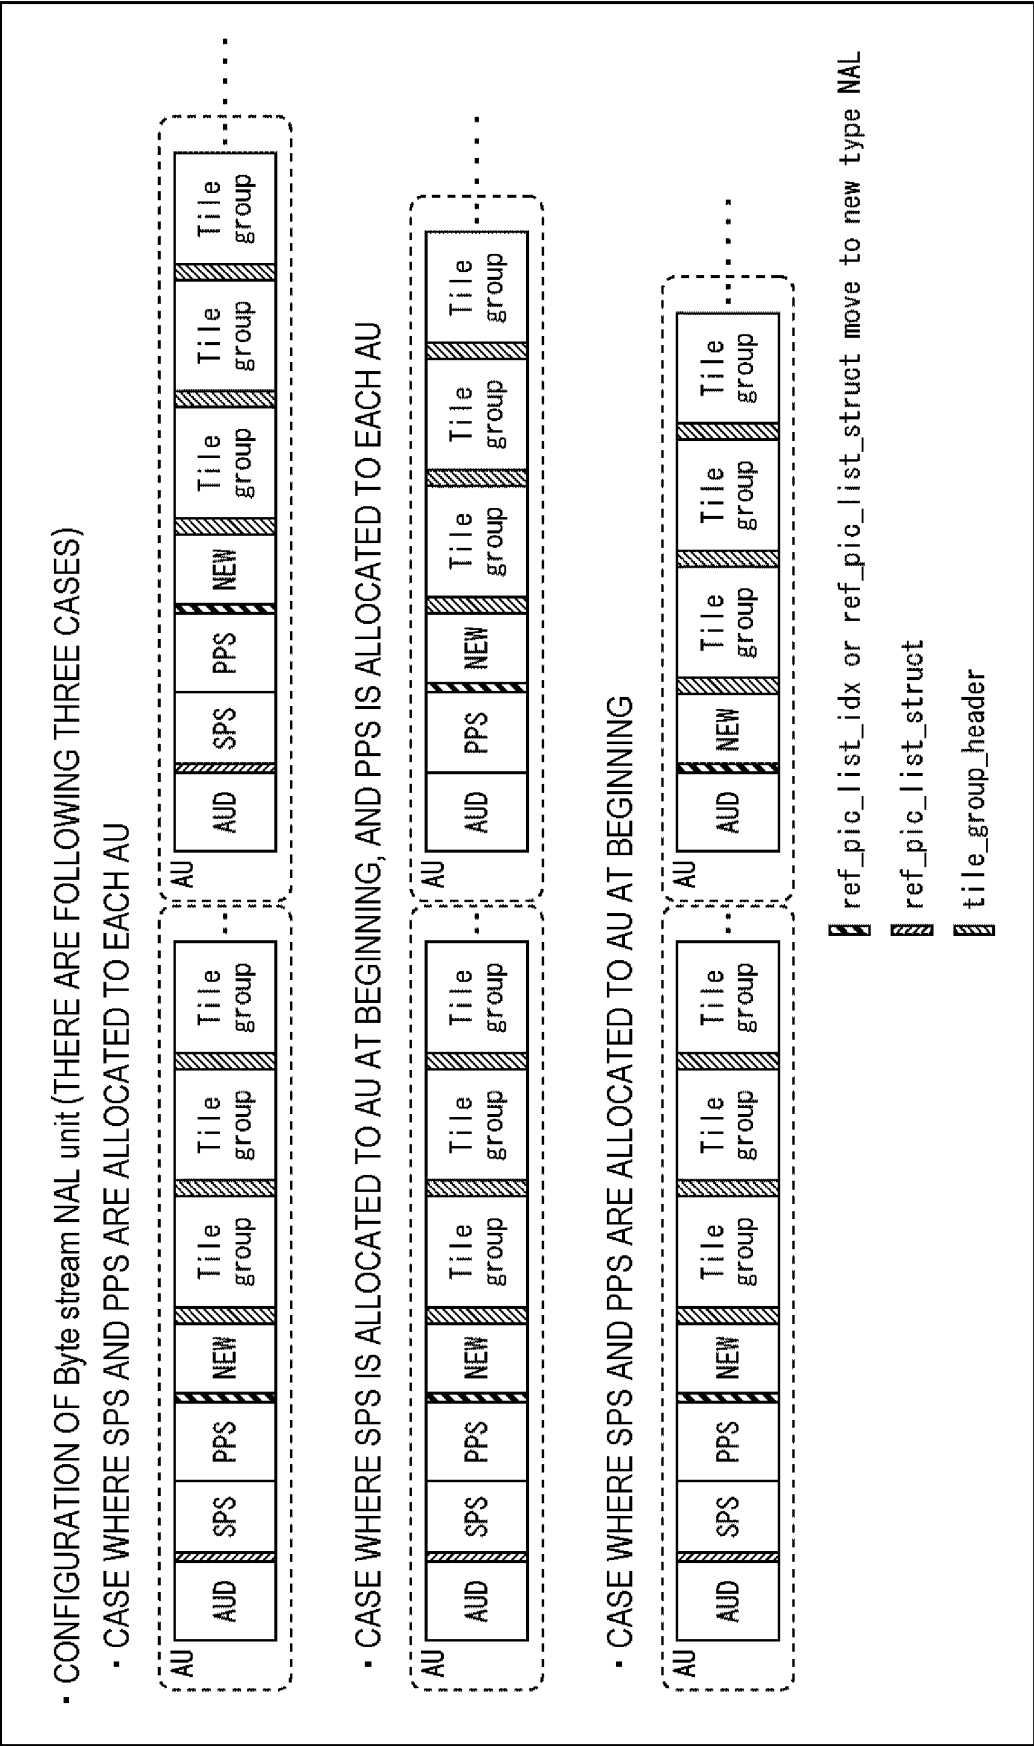 · CONFIGURATION OF Byte stream NAL unit (THERE ARE FOLLOWING THREE CASES)
· CASE WHERE SPS AND PPS ARE ALLOCATED TO EACH AU
AU
AUD SPS PPS NEW Tile group Tile group Tile group
AU
AUD SPS PPS NEW Tile group Tile group Tile group
· CASE WHERE SPS IS ALLOCATED TO AU AT BEGINNING, AND PPS IS ALLOCATED TO EACH AU
AU
AUD SPS PPS NEW Tile group Tile group Tile group
AU
AUD PPS NEW Tile group Tile group Tile group
· CASE WHERE SPS AND PPS ARE ALLOCATED TO AU AT BEGINNING
AU
AUD SPS PPS NEW Tile group Tile group Tile group
AU
AUD NEW Tile group Tile group Tile group
ref_pic_list_idx or ref_pic_list_struct move to new type NAL
ref_pic_list_struct
tile_group_header